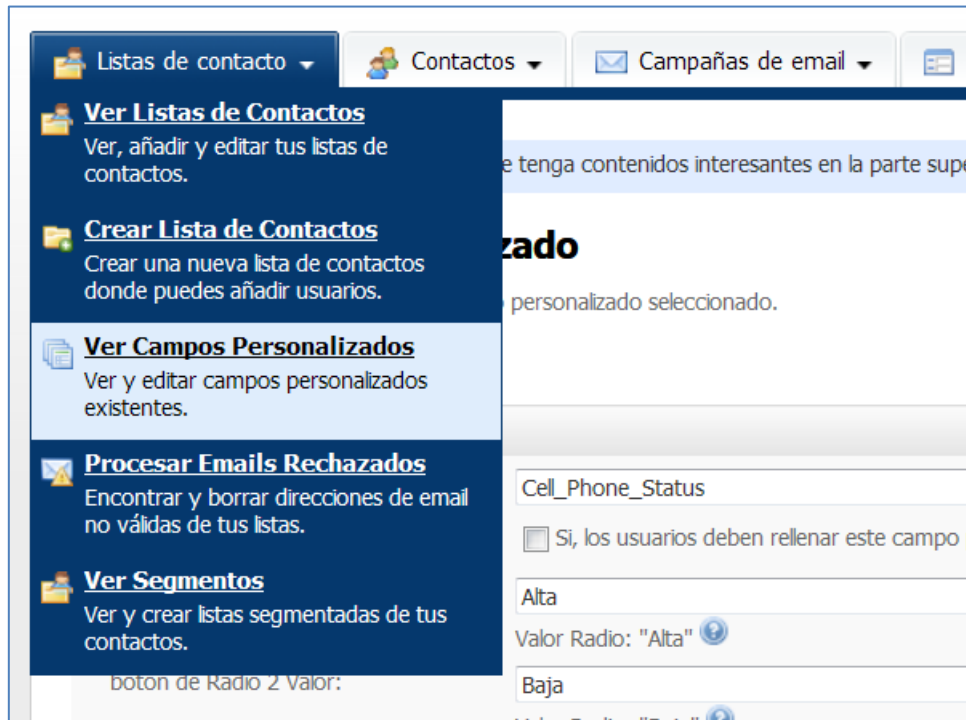 Listas de contacto
Contactos
Campañas de email
Ver Listas de Contactos
Ver, añadir y editar tus listas de
contactos.
e tenga contenidos interesantes en la parte supe
Crear Lista de Contactos
Crear una nueva lista de contactos
donde puedes añadir usuarios.
zado
personalizado seleccionado.
Ver Campos Personalizados
Ver y editar campos personalizados
existentes.
Procesar Emails Rechazados
Encontrar y borrar direcciones de email
no válidas de tus listas.
Cell_Phone_Status
Si, los usuarios deben rellenar este campo
Ver Segmentos
Ver y crear listas segmentadas de tus
contactos.
Alta
Valor Radio: "Alta"
boton de Radio 2 Valor:
Baja